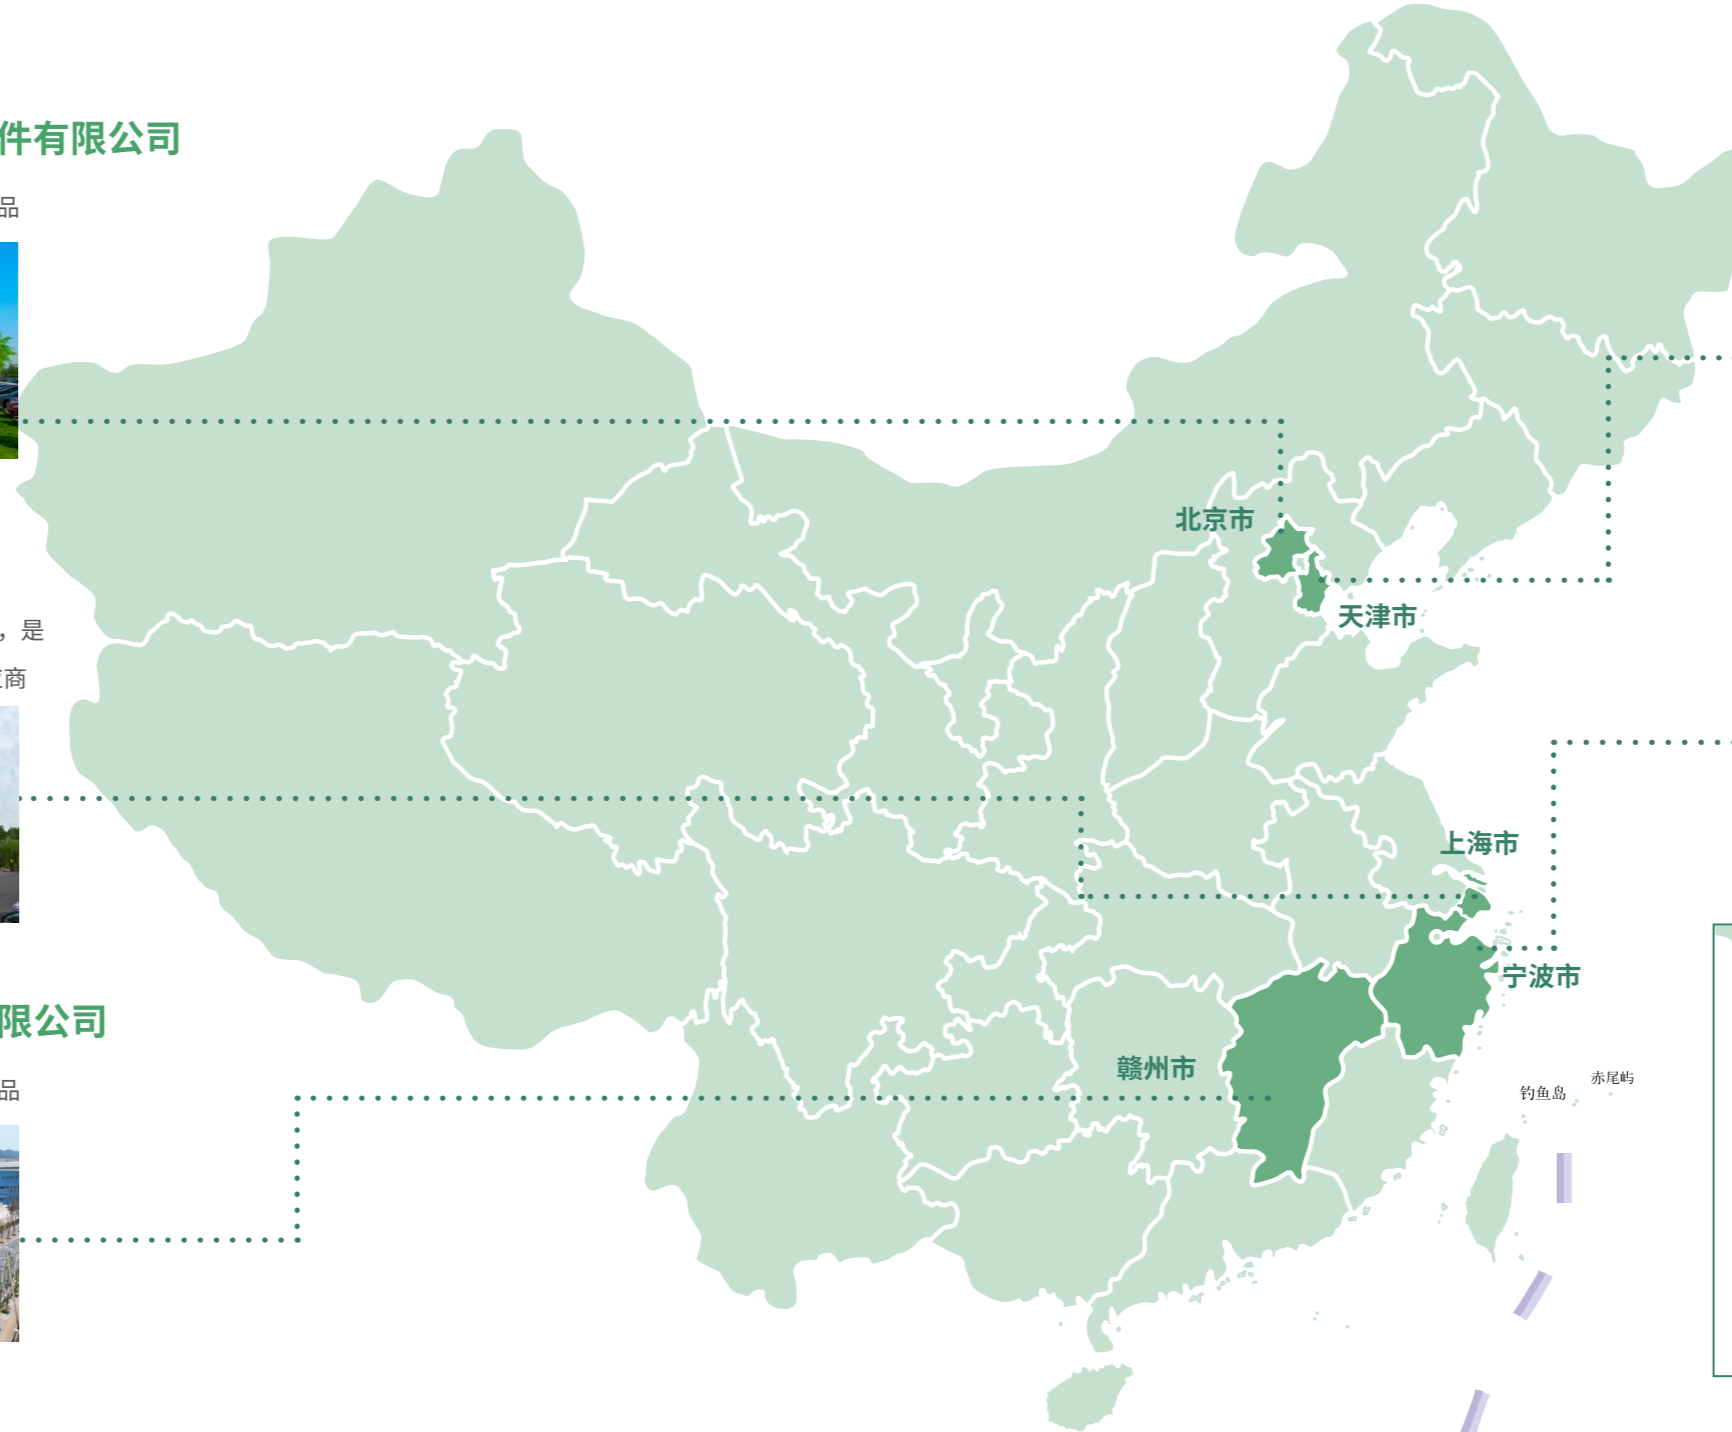 件有限公司
品
北京市
，是
天津市
商
上海市
宁波市
限公司
赣州市
钓鱼岛
赤尾屿
品